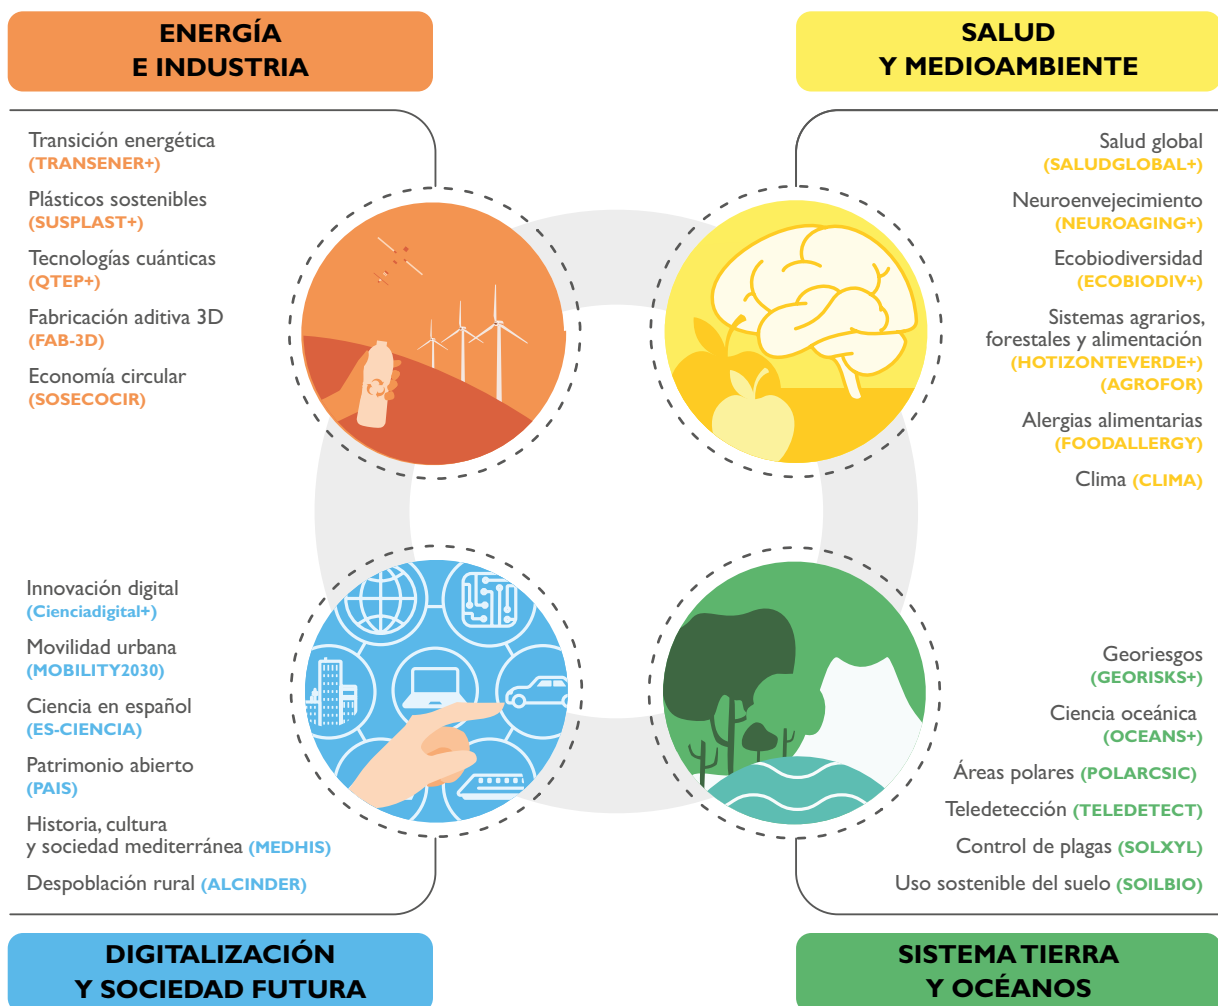 ENERGÍA
E INDUSTRIA
Transición energética
(TRANSENER+)
Plásticos sostenibles
(SUSPLAST+)
Tecnologías cuánticas
(QTEP+)
Fabricación aditiva 3D
(FAB-3D)
Economía circular
(SOSECOCIR)
SALUD
Y MEDIOAMBIENTE
Salud global
(SALUDGLOBAL+)
Neuroenvejecimiento
(NEUROAGING+)
Ecobiodiversidad
(ECOBIODIV+)
Sistemas agrarios,
forestales y alimentación
(HOTIZONTEVERDE+)
(AGROFOR)
Alergias alimentarias
(FOODALLERGY)
Clima (CLIMA)
Innovación digital
(Cienciadigital+)
Movilidad urbana
(MOBILITY2030)
Ciencia en español
(ES-CIENCIA)
Patrimonio abierto
(PAIS)
Historia, cultura
y sociedad mediterránea (MEDHIS)
Despoblación rural (ALCINDER)
DIGITALIZACIÓN
Y SOCIEDAD FUTURA
Georiesgos
(GEORISKS+)
Ciencia oceánica
(OCEANS+)
Áreas polares (POLARCSIC)
Teledetección (TELEDETECT)
Control de plagas (SOLXYL)
Uso sostenible del suelo (SOILBIO)
SISTEMA TIERRA
Y OCÉANOS